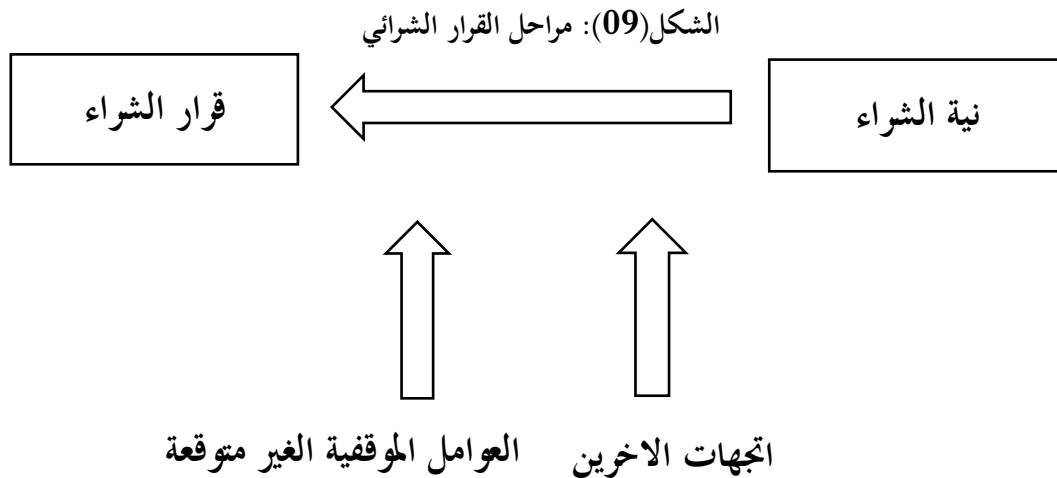 الشكل(09): مراحل القرار الشرائي
نية الشراء
قرار الشراء
اتجهات الاخرين
العوامل الموقفية الغير متوقعة